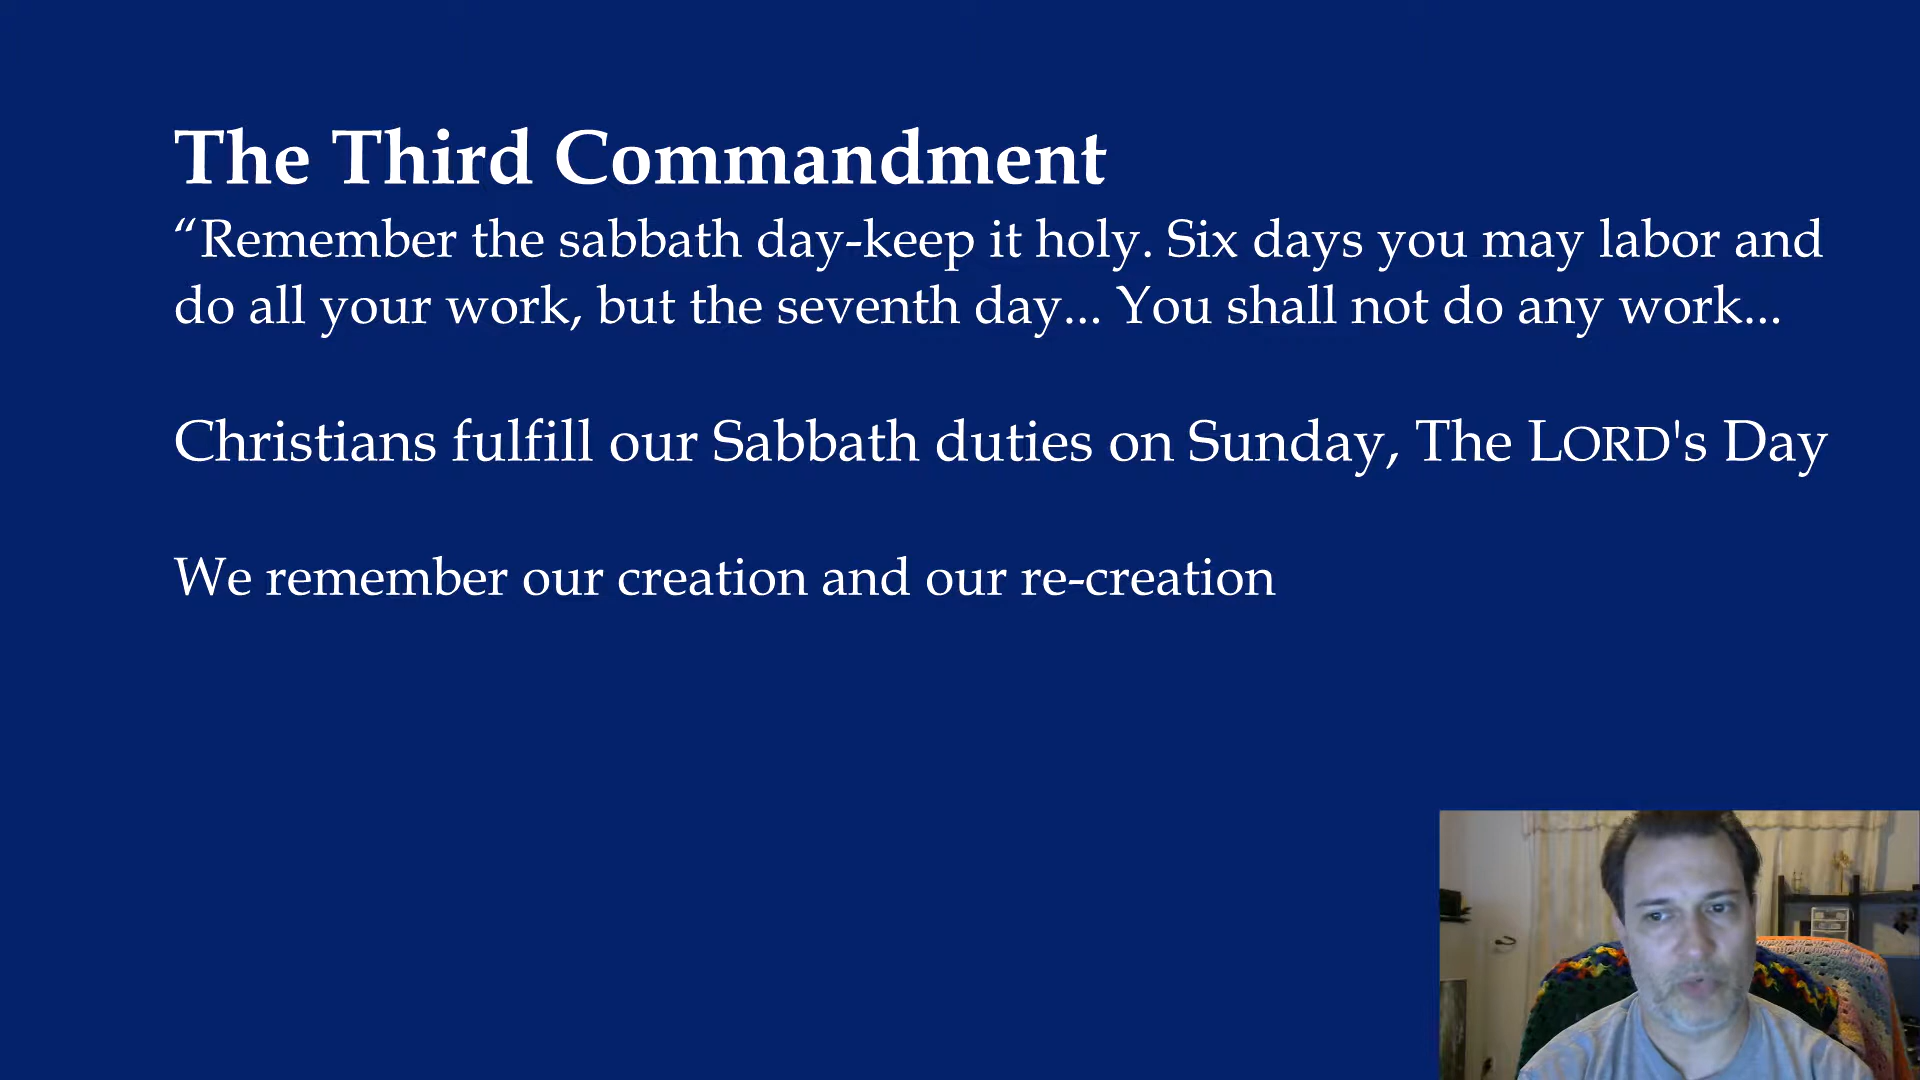 The Third Commandment
“Remember the sabbath day-keep it holy. Six days you may labor and
do all your work, but the seventh day... You shall not do any work...
Christians fulfill our Sabbath duties on Sunday, The LORD's Day
We remember our creation and our re-creation